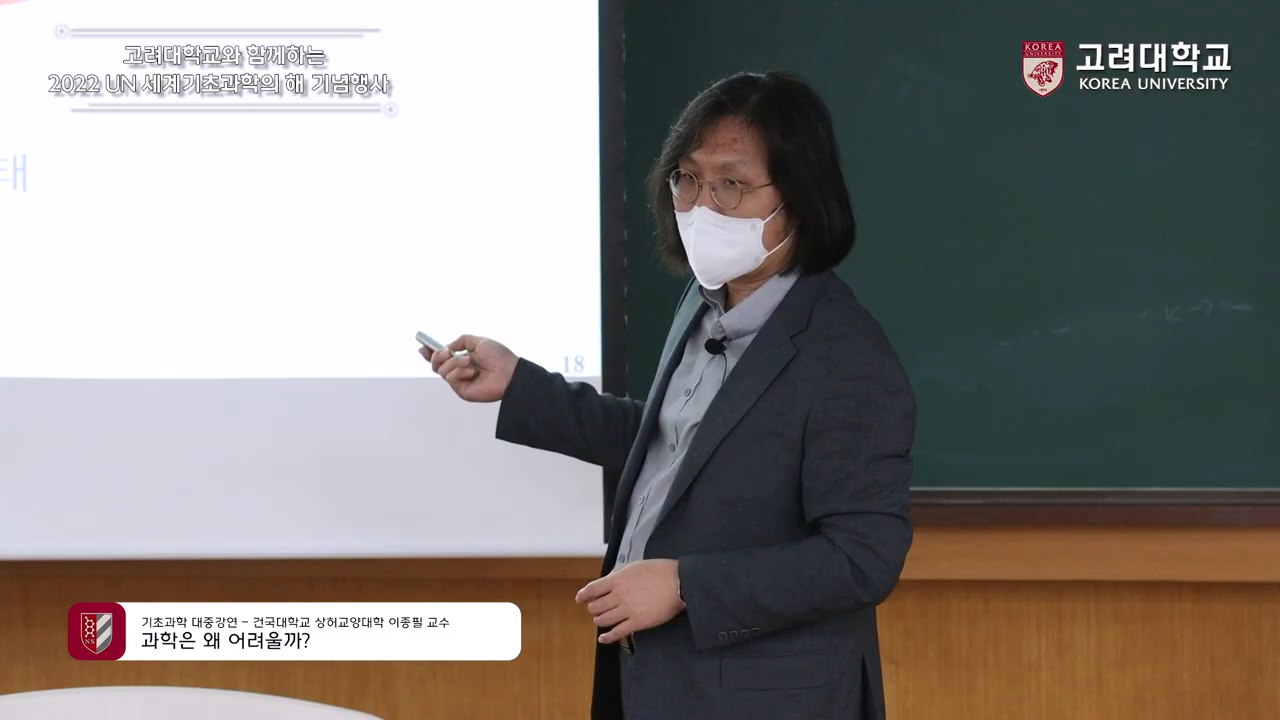 고려대학교와 함께하는
2022 UN 세계기초과학의 해 기념행사
KOREA
UNIVERSITY
고려대학교
KOREA UNIVERSITY
태
18
NS
기초과학 대중강연 - 건국대학교 상허교양대학 이종필 교수
과학은 왜 어려울까?